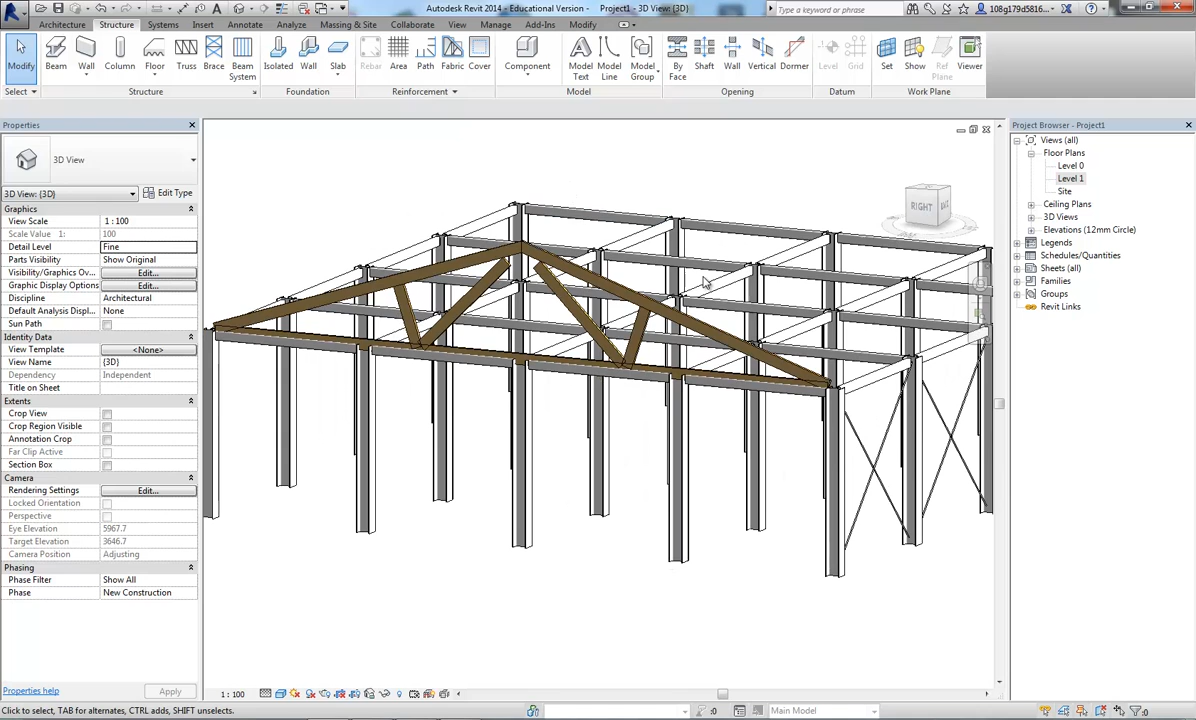 Autodesk Revit 2014 - Educational Version - Project1 - 3D View: {3D}
Type a keyword or phrase
108g179d5816...
Architecture Structure Systems Insert Annotate Analyze Massing & Site Collaborate View Manage Add-Ins Modify
Modify Beam Wall Column Floor Truss Brace Beam System Isolated Wall Slab Rebar Area Path Fabric Cover Component Model Text Model Line Model Group By Face Shaft Wall Vertical Dormer Level Grid Set Show Ref Plane Viewer
Select Structure Foundation Reinforcement Model Opening Datum Work Plane
Properties
3D View
3D View: {3D} Edit Type
Graphics
View Scale 1 : 100
Scale Value 1: 100
Detail Level Fine
Parts Visibility Show Original
Visibility/Graphics Ov... Edit...
Graphic Display Options Edit...
Discipline Architectural
Default Analysis Displ... None
Sun Path
Identity Data
View Template <None>
View Name {3D}
Dependency Independent
Title on Sheet
Extents
Crop View
Crop Region Visible
Annotation Crop
Far Clip Active
Section Box
Camera
Rendering Settings Edit...
Locked Orientation
Perspective
Eye Elevation 5967.7
Target Elevation 3646.7
Camera Position Adjusting
Phasing
Phase Filter Show All
Phase New Construction
Properties help Apply
RIGHT
Project Browser - Project1
Views (all)
Floor Plans
Level 0
Level 1
Site
Ceiling Plans
3D Views
Elevations (12mm Circle)
Legends
Schedules/Quantities
Sheets (all)
Families
Groups
Revit Links
1 : 100
Click to select, TAB for alternates, CTRL adds, SHIFT unselects.
:0
Main Model
:0